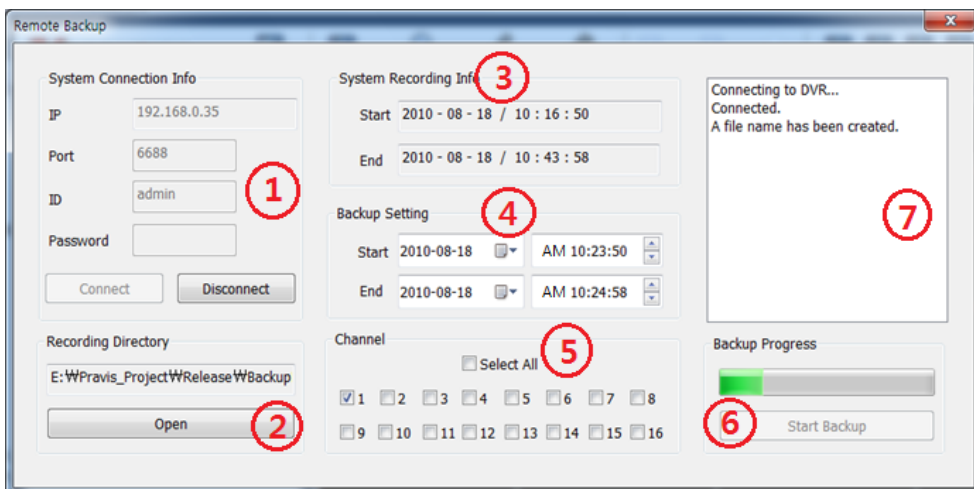 Remote Backup
System Connection Info
IP 192.168.0.35
Port 6688
ID admin
Password
Connect Disconnect
1
Recording Directory
E:₩Pravis_Project₩Release₩Backup
Open
2
System Recording Info
3
Start 2010 - 08 - 18 / 10 : 16 : 50
End 2010 - 08 - 18 / 10 : 43 : 58
Backup Setting
4
Start 2010-08-18 AM 10:23:50
End 2010-08-18 AM 10:24:58
Channel
5
Select All
1 2 3 4 5 6 7 8
9 10 11 12 13 14 15 16
Connecting to DVR...
Connected.
A file name has been created.
7
Backup Progress
6
Start Backup